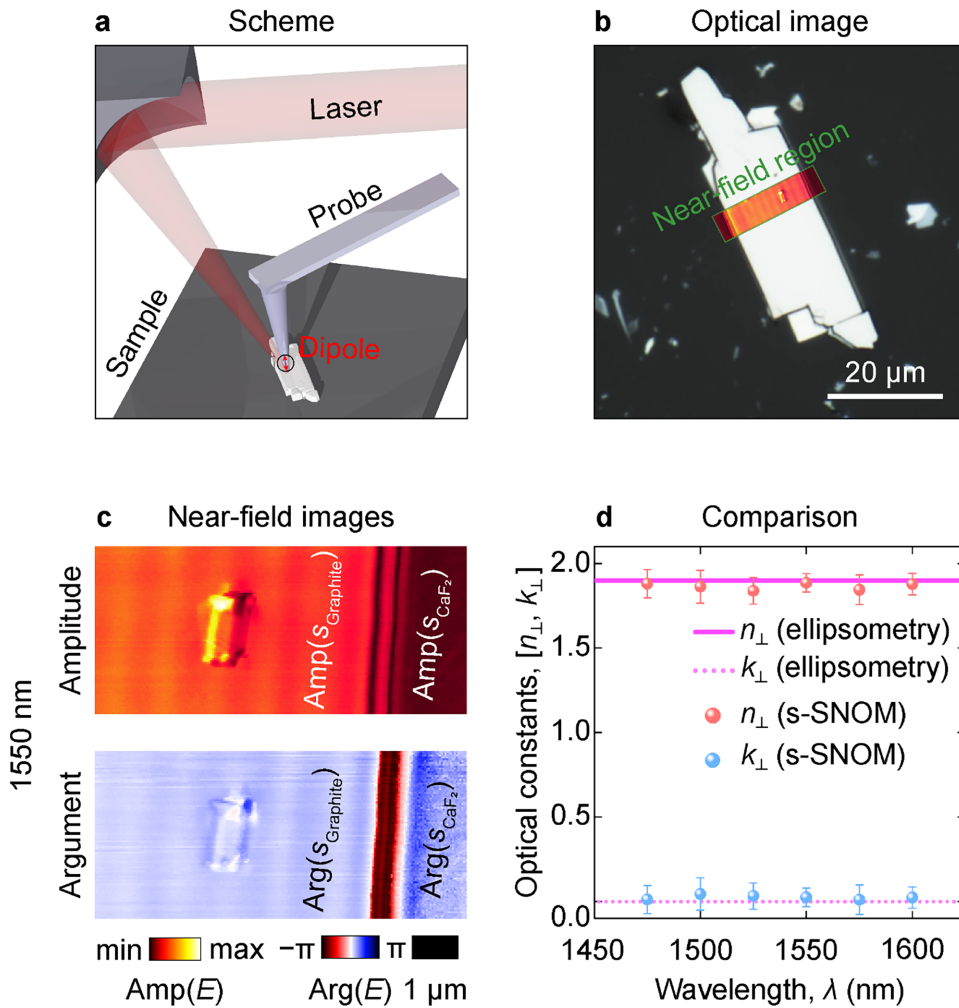 a Scheme
Laser
Probe
Sample
Dipole
b Optical image
Near-field region
20 µm
c Near-field images
1550 nm
Amplitude
Amp(s_Graphite)
Amp(s_CaF₂)
Argument
Arg(s_Graphite)
Arg(s_CaF₂)
min max −π π
Amp(E) Arg(E) 1 µm
d Comparison
Optical constants, [n⊥, k⊥]
2.0
1.5
1.0
0.5
0.0
n⊥ (ellipsometry)
k⊥ (ellipsometry)
n⊥ (s-SNOM)
k⊥ (s-SNOM)
1450 1500 1550 1600
Wavelength, λ (nm)